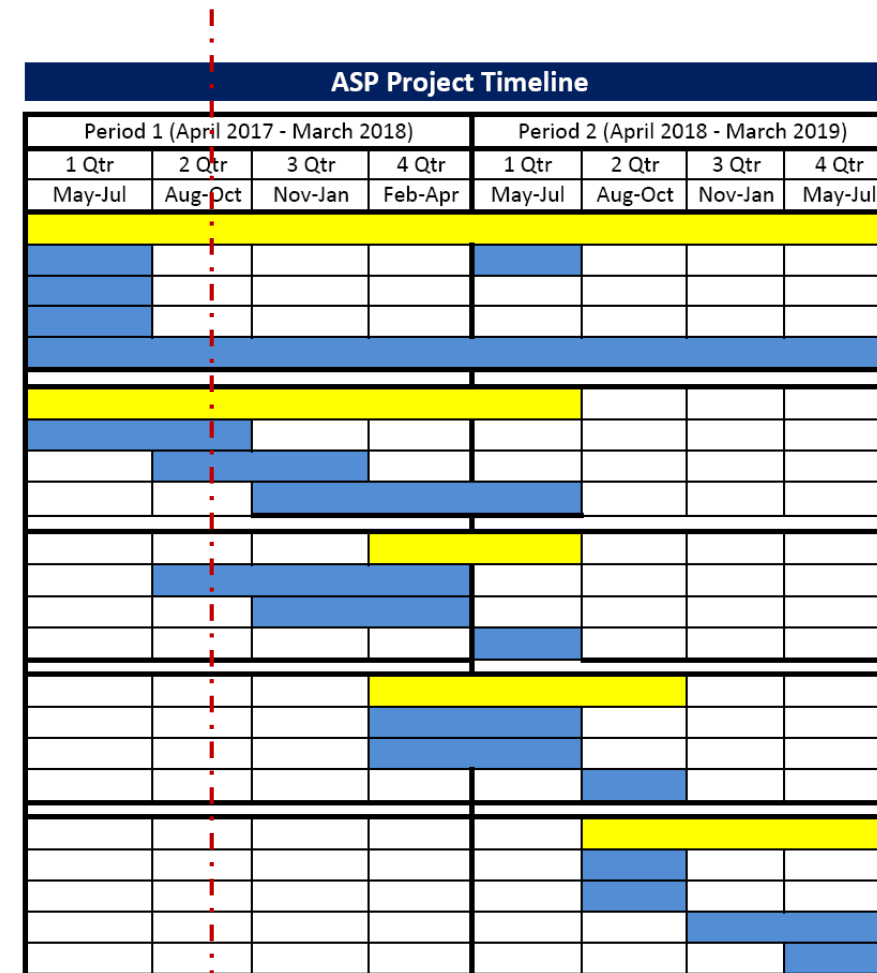 ASP Project Timeline
Period 1 (April 2017 - March 2018) Period 2 (April 2018 - March 2019)
1 Qtr 2 Qtr 3 Qtr 4 Qtr 1 Qtr 2 Qtr 3 Qtr 4 Qtr
May-Jul Aug-Oct Nov-Jan Feb-Apr May-Jul Aug-Oct Nov-Jan May-Jul